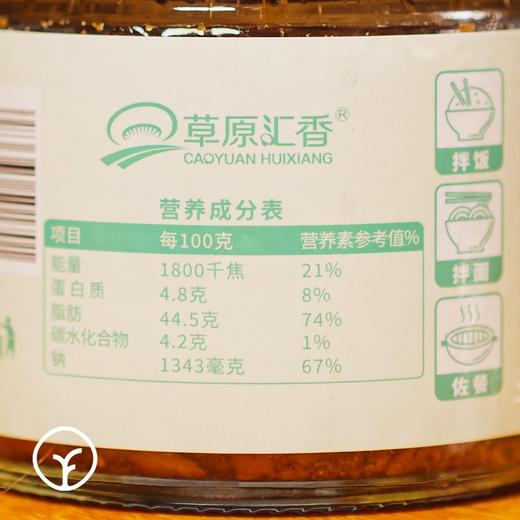 草原汇香®
CAOYUAN HUIXIANG
营养成分表
项目 每100克 营养素参考值%
能量 1800千焦 21%
蛋白质 4.8克 8%
脂肪 44.5克 74%
碳水化合物 4.2克 1%
钠 1343毫克 67%
拌饭
拌面
佐餐